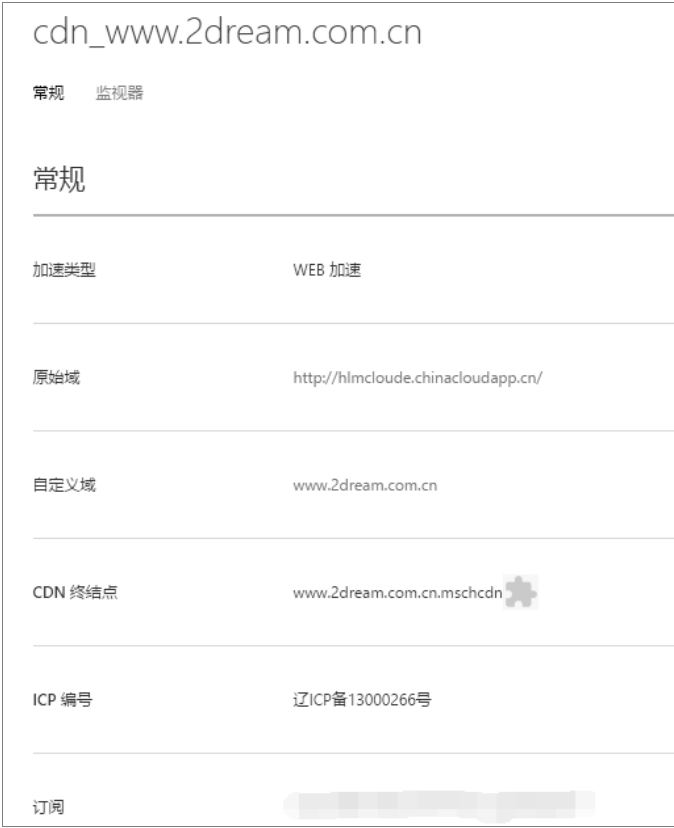 cdn_www.2dream.com.cn
常规 监视器
常规
加速类型 WEB 加速
原始域 http://hlmcloude.chinacloudapp.cn/
自定义域 www.2dream.com.cn
CDN 终结点 www.2dream.com.cn.mschcdn
ICP 编号 辽ICP备13000266号
订阅